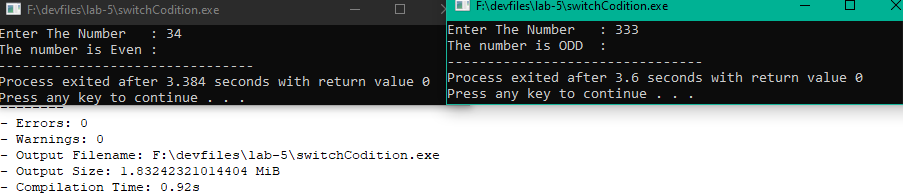 F:\devfiles\lab-5\switchCodition.exe
Enter The Number   : 34
The number is Even :
--------------------------------
Process exited after 3.384 seconds with return value 0
Press any key to continue . . .
F:\devfiles\lab-5\switchCodition.exe
Enter The Number   : 333
The number is ODD  :
--------------------------------
Process exited after 3.6 seconds with return value 0
Press any key to continue . . .
--------
- Errors: 0
- Warnings: 0
- Output Filename: F:\devfiles\lab-5\switchCodition.exe
- Output Size: 1.83242321014404 MiB
- Compilation Time: 0.92s